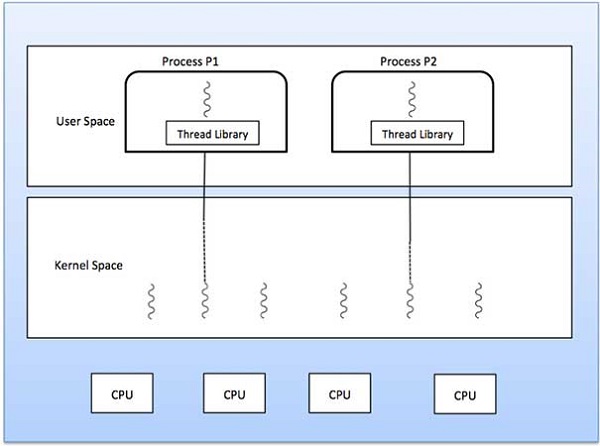 Process P1
Process P2
User Space
Thread Library
Thread Library
Kernel Space
CPU
CPU
CPU
CPU